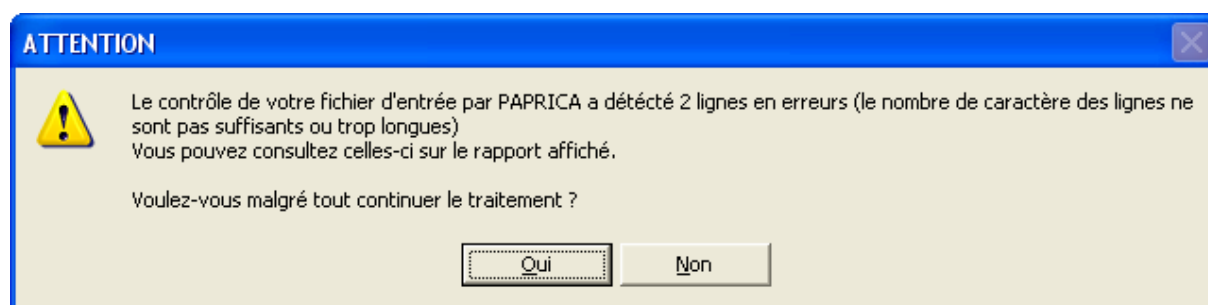 ATTENTION
Le contrôle de votre fichier d'entrée par PAPRICA a détécté 2 lignes en erreurs (le nombre de caractère des lignes ne
sont pas suffisants ou trop longues)
Vous pouvez consultez celles-ci sur le rapport affiché.
Voulez-vous malgré tout continuer le traitement ?
Oui
Non